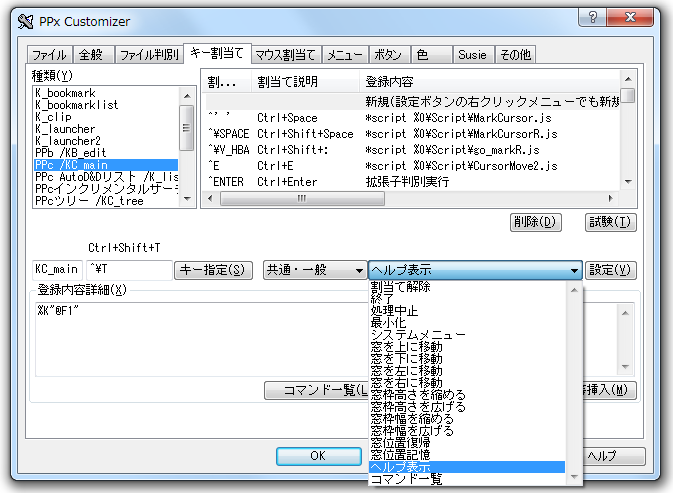 PPx Customizer
ファイル 全般 ファイル判別 キー割当て マウス割当て メニュー ボタン 色 Susie その他
種類(Y)
K_bookmark
K_bookmarklist
K_clip
K_launcher
K_launcher2
PPb /KB_edit
PPc /KC_main
PPc AutoD&Dリスト /K_lis
PPcインクリメンタルサーチ
PPcツリー /KC_tree
割... 割当て説明 登録内容
新規(設定ボタンの右クリックメニューでも新規
^' ' Ctrl+Space *script %0¥Script¥MarkCursor.js
^¥SPACE Ctrl+Shift+Space *script %0¥Script¥MarkCursorR.js
^¥V_HBA Ctrl+Shift+: *script %0¥Script¥go_markR.js
^E Ctrl+E *script %0¥Script¥CursorMove2.js
^ENTER Ctrl+Enter 拡張子判別実行
削除(D) 試験(T)
Ctrl+Shift+T
KC_main ^¥T キー指定(S) 共通・一般 ヘルプ表示 設定(V)
登録内容詳細(X)
%K"@F1"
割当て解除
終了
処理中止
最小化
システムメニュー
窓を上に移動
窓を下に移動
窓を左に移動
窓を右に移動
窓枠高さを縮める
窓枠高さを広げる
窓枠幅を縮める
窓枠幅を広げる
窓位置復帰
窓位置記憶
ヘルプ表示
コマンド一覧
コマンド一覧(L 挿入(M)
OK ヘルプ